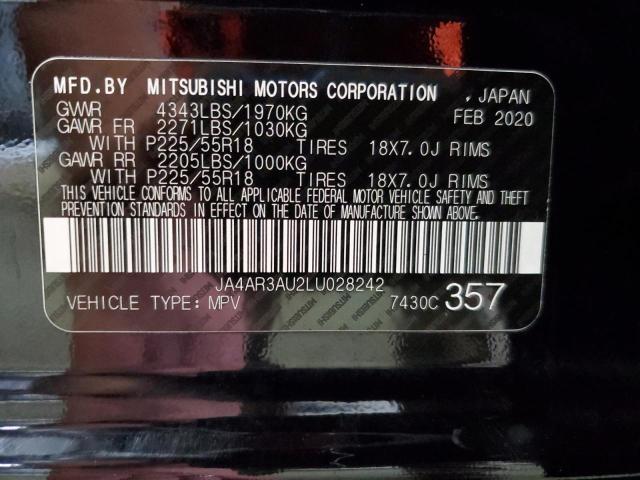 MFD.BY MITSUBISHI MOTORS CORPORATION , JAPAN
GVWR 4343LBS/1970KG FEB 2020
GAWR FR 2271LBS/1030KG
WITH P225/55R18 TIRES 18X7.0J RIMS
GAWR RR 2205LBS/1000KG
WITH P225/55R18 TIRES 18X7.0J RIMS
THIS VEHICLE CONFORMS TO ALL APPLICABLE FEDERAL MOTOR VEHICLE SAFETY AND THEFT
PREVENTION STANDARDS IN EFFECT ON THE DATE OF MANUFACTURE SHOWN ABOVE.
JA4AR3AU2LU028242
VEHICLE TYPE: MPV 7430C 357